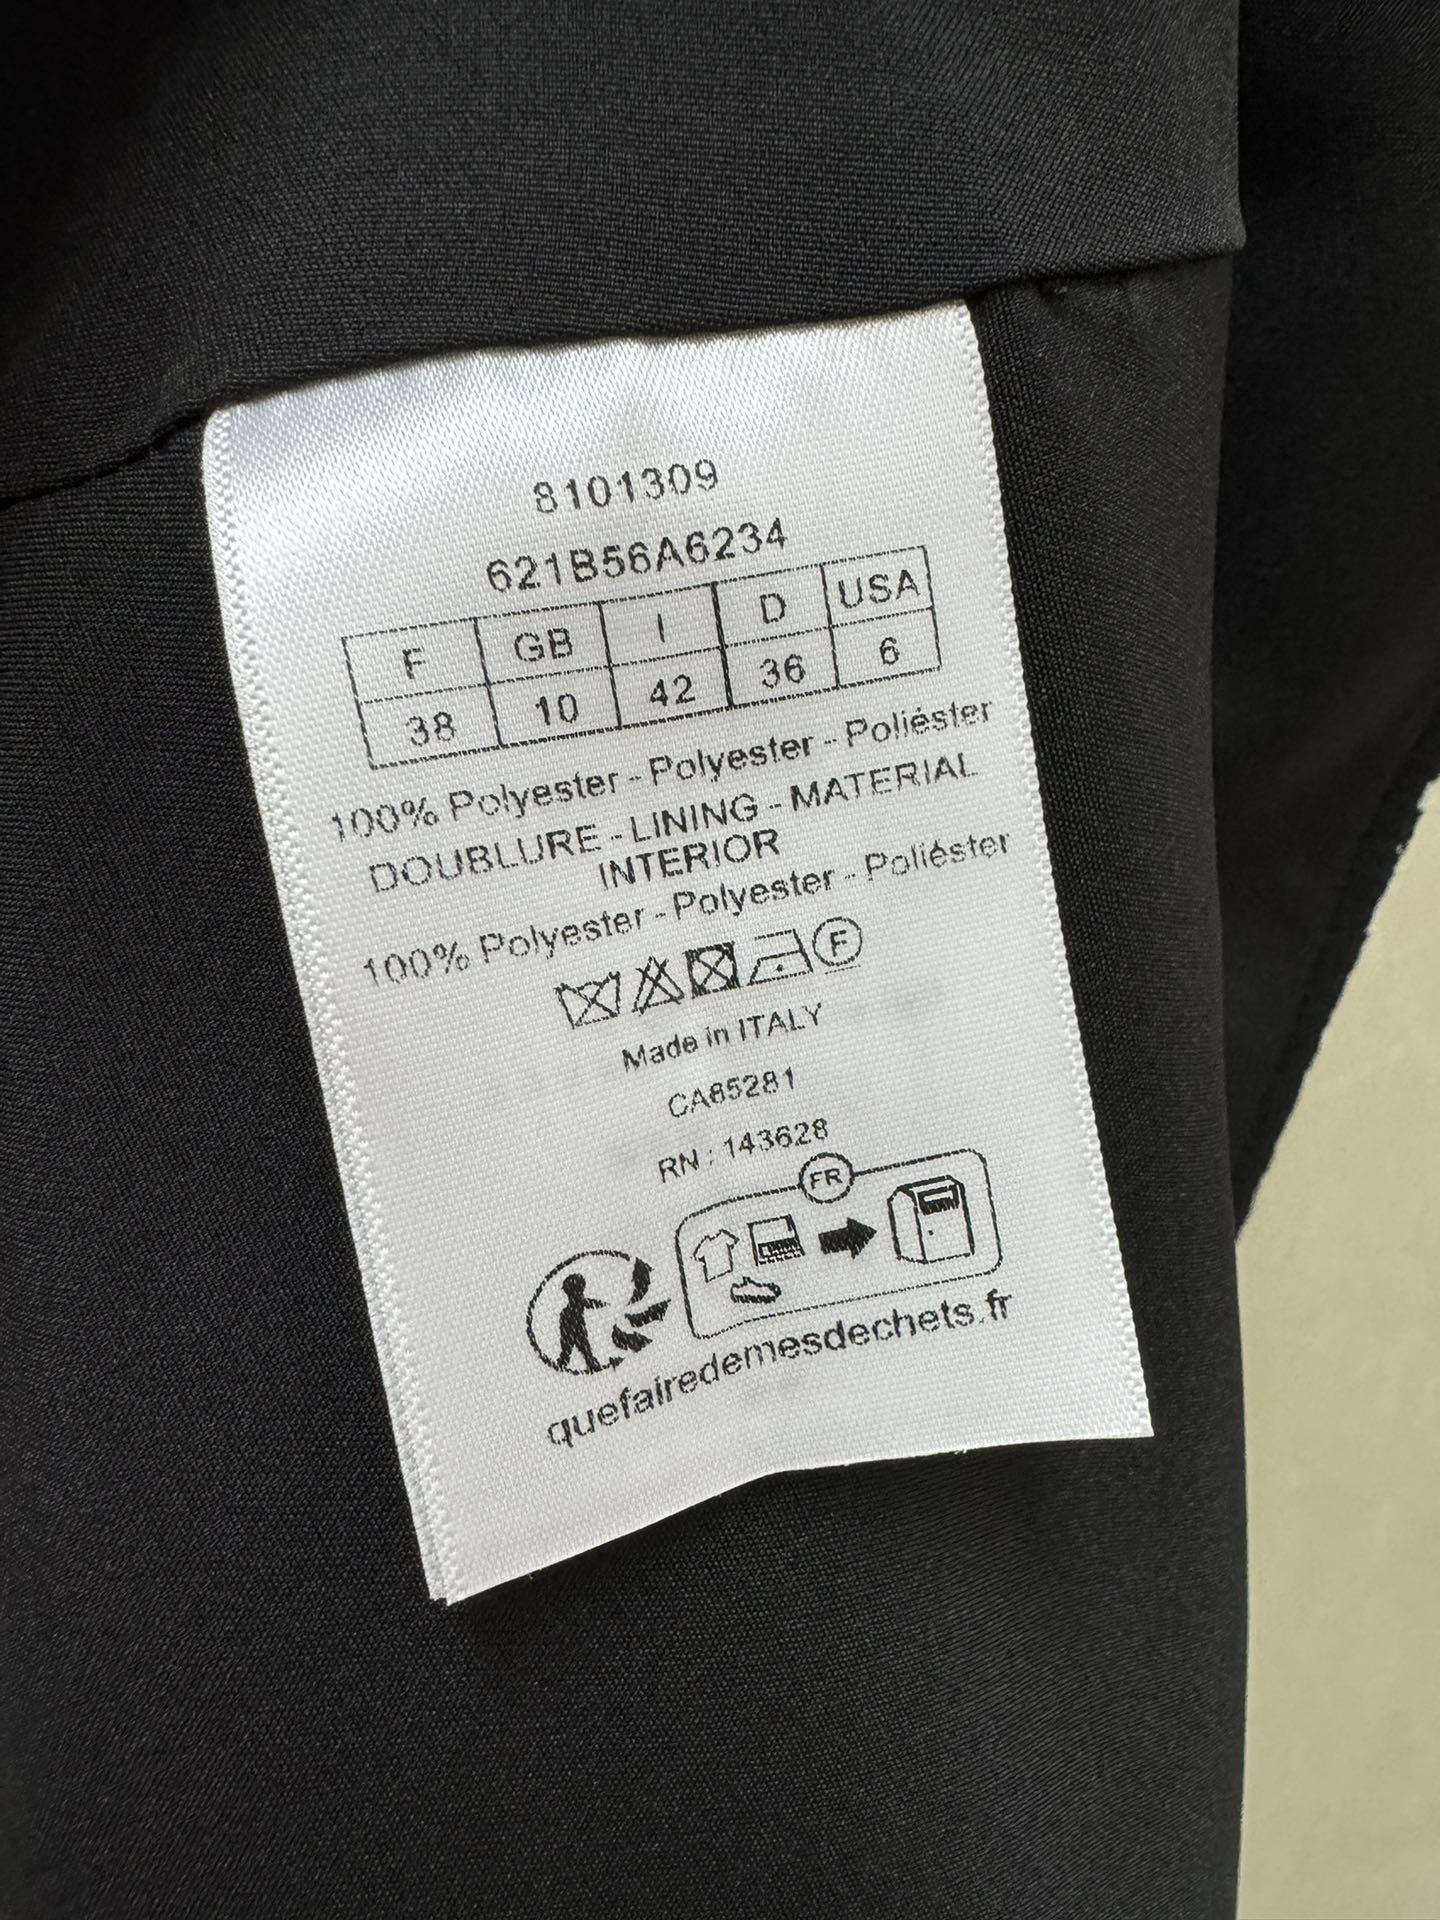 8101309
621B56A6234
F GB I D USA
38 10 42 36 6
100% Polyester - Polyester - Poliéster
DOUBLURE - LINING - MATERIAL
INTERIOR
100% Polyester - Polyester - Poliéster
F
Made in ITALY
CA85281
RN : 143628
FR
quefairedemesdechets.fr